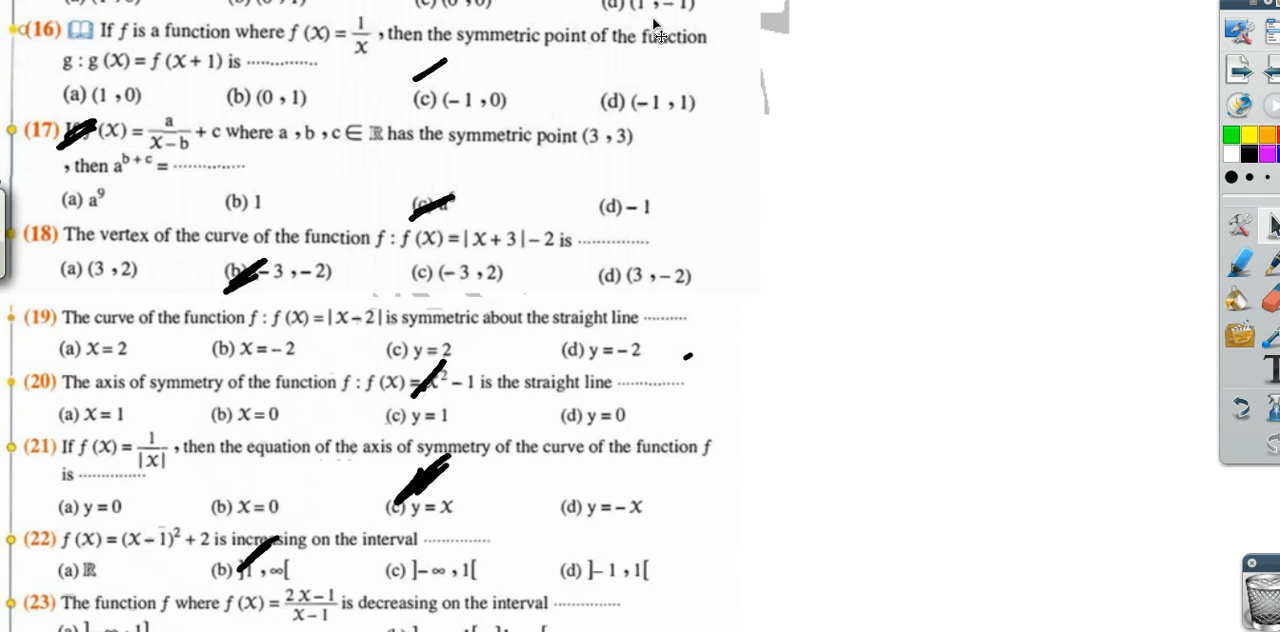 (d) (1 , – 1)
(16) If f is a function where f (X) = 1/X , then the symmetric point of the function
g : g (X) = f (X + 1) is ..............
(a) (1 , 0) (b) (0 , 1) (c) (– 1 , 0) (d) (– 1 , 1)
(17) (X) = a/(X – b) + c where a , b , c ∈ ℝ has the symmetric point (3 , 3)
, then a^(b + c) = ..............
(a) a⁹ (b) 1 (d) – 1
(18) The vertex of the curve of the function f : f (X) = | X + 3 | – 2 is ..............
(a) (3 , 2) (b) (– 3 , – 2) (c) (– 3 , 2) (d) (3 , – 2)
(19) The curve of the function f : f (X) = | X – 2 | is symmetric about the straight line .........
(a) X = 2 (b) X = – 2 (c) y = 2 (d) y = – 2
(20) The axis of symmetry of the function f : f (X) = X² – 1 is the straight line ..............
(a) X = 1 (b) X = 0 (c) y = 1 (d) y = 0
(21) If f (X) = 1/|X| , then the equation of the axis of symmetry of the curve of the function f
is ..............
(a) y = 0 (b) X = 0 (c) y = X (d) y = – X
(22) f (X) = (X – 1)² + 2 is increasing on the interval ..............
(a) ℝ (b) ]1 , ∞[ (c) ]– ∞ , 1[ (d) ]– 1 , 1[
(23) The function f where f (X) = (2 X – 1)/(X – 1) is decreasing on the interval ..............